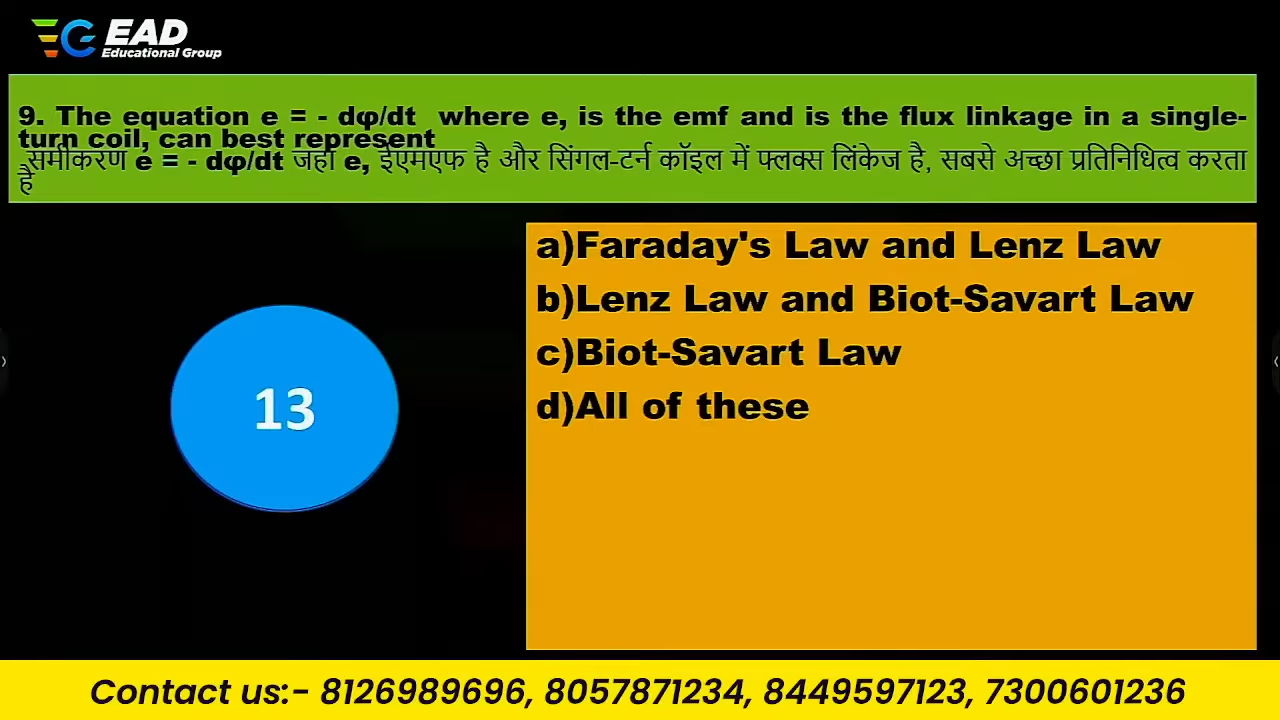 EAD
Educational Group
9. The equation e = - dφ/dt where e, is the emf and is the flux linkage in a single-
turn coil, can best represent
समीकरण e = - dφ/dt जहां e, ईएमएफ है और सिंगल-टर्न कॉइल में फ्लक्स लिंकेज है, सबसे अच्छा प्रतिनिधित्व करता
है
a)Faraday's Law and Lenz Law
b)Lenz Law and Biot-Savart Law
c)Biot-Savart Law
d)All of these
13
Contact us:- 8126989696, 8057871234, 8449597123, 7300601236